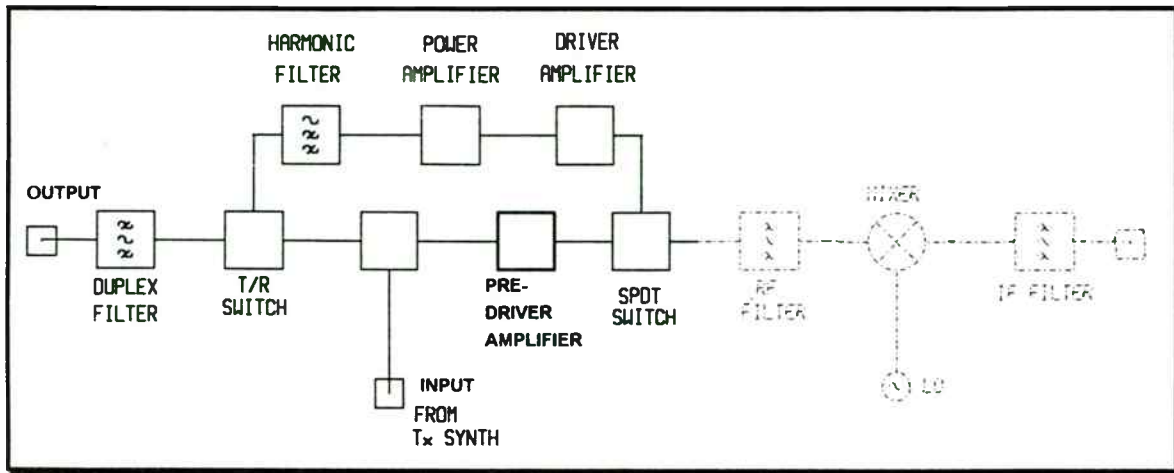 HARMONIC
FILTER
POWER
AMPLIFIER
DRIVER
AMPLIFIER
OUTPUT
DUPLEX
FILTER
T/R
SWITCH
PRE-
DRIVER
AMPLIFIER
SPDT
SWITCH
MIXER
RF
FILTER
IF FILTER
LO
INPUT
FROM
Tx SYNTH